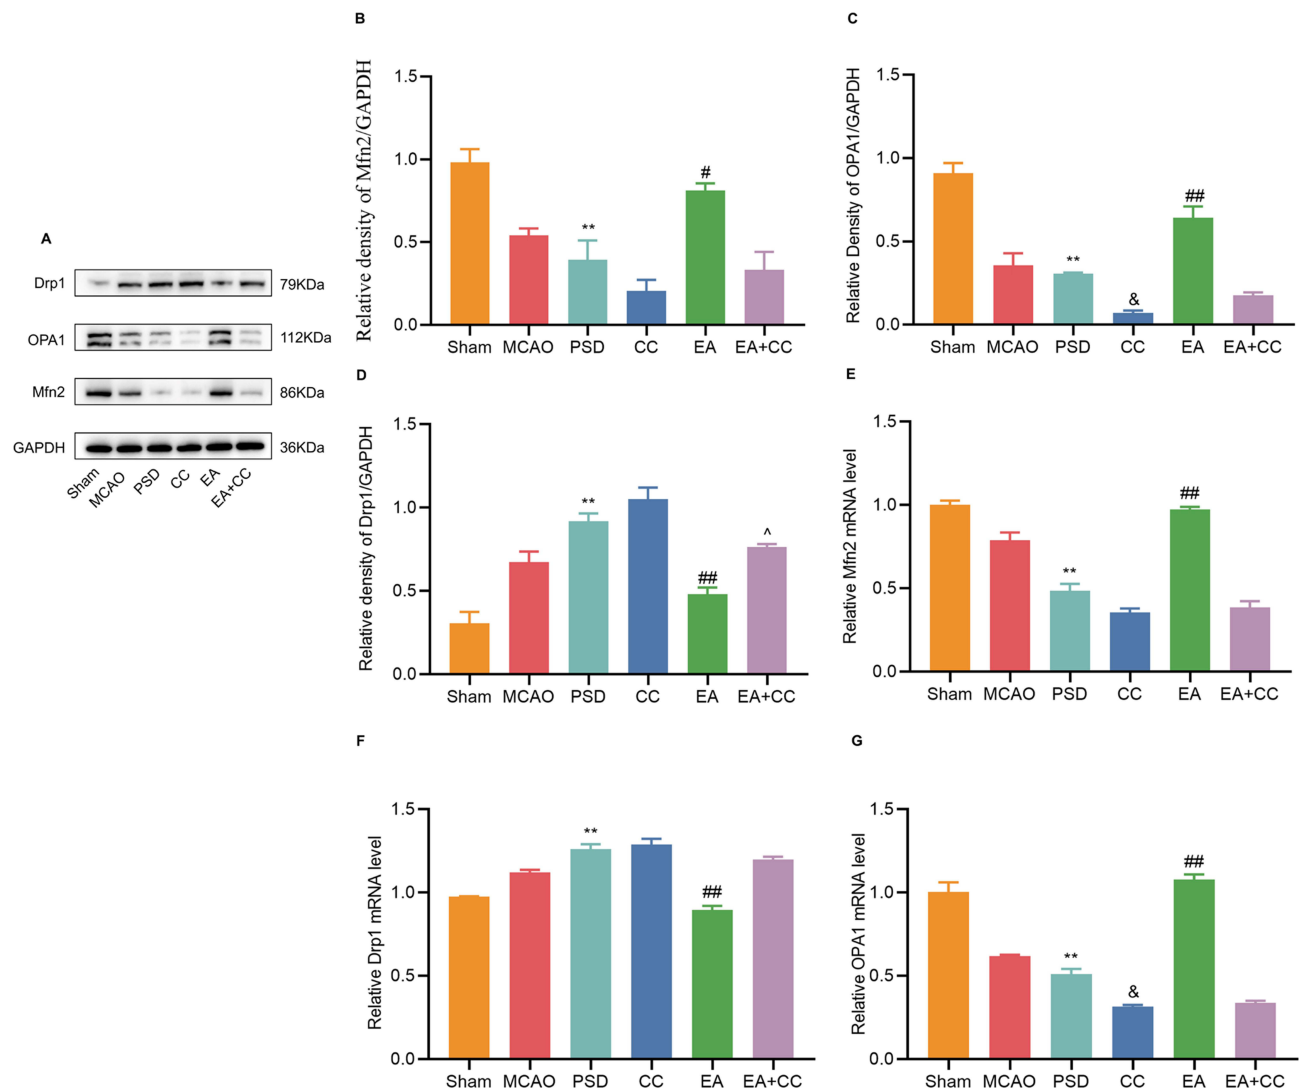 A
Drp1
79KDa
OPA1
112KDa
Mfn2
86KDa
GAPDH
36KDa
Sham MCAO PSD CC EA EA+CC
B
Relative density of Mfn2/GAPDH
1.5
1.0
0.5
0.0
**
#
Sham MCAO PSD CC EA EA+CC
C
Relative Density of OPA1/GAPDH
1.5
1.0
0.5
0.0
**
&
##
Sham MCAO PSD CC EA EA+CC
D
Relative density of Drp1/GAPDH
1.5
1.0
0.5
0.0
**
##
^
Sham MCAO PSD CC EA EA+CC
E
Relative Mfn2 mRNA level
1.5
1.0
0.5
0.0
**
##
Sham MCAO PSD CC EA EA+CC
F
Relative Drp1 mRNA level
1.5
1.0
0.5
0.0
**
##
Sham MCAO PSD CC EA EA+CC
G
Relative OPA1 mRNA level
1.5
1.0
0.5
0.0
**
&
##
Sham MCAO PSD CC EA EA+CC